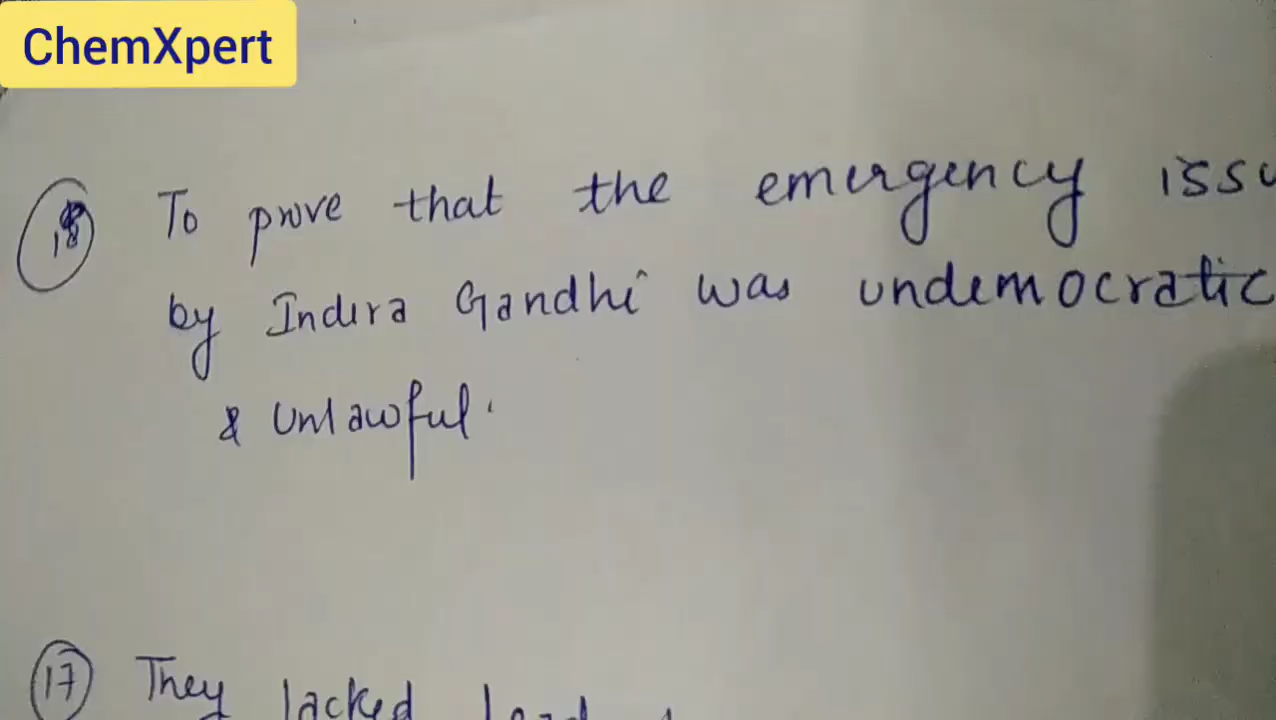 ChemXpert
18 To prove that the emergency
by Indira Gandhi was undemocratic
& Unlawful.
17 They lacked